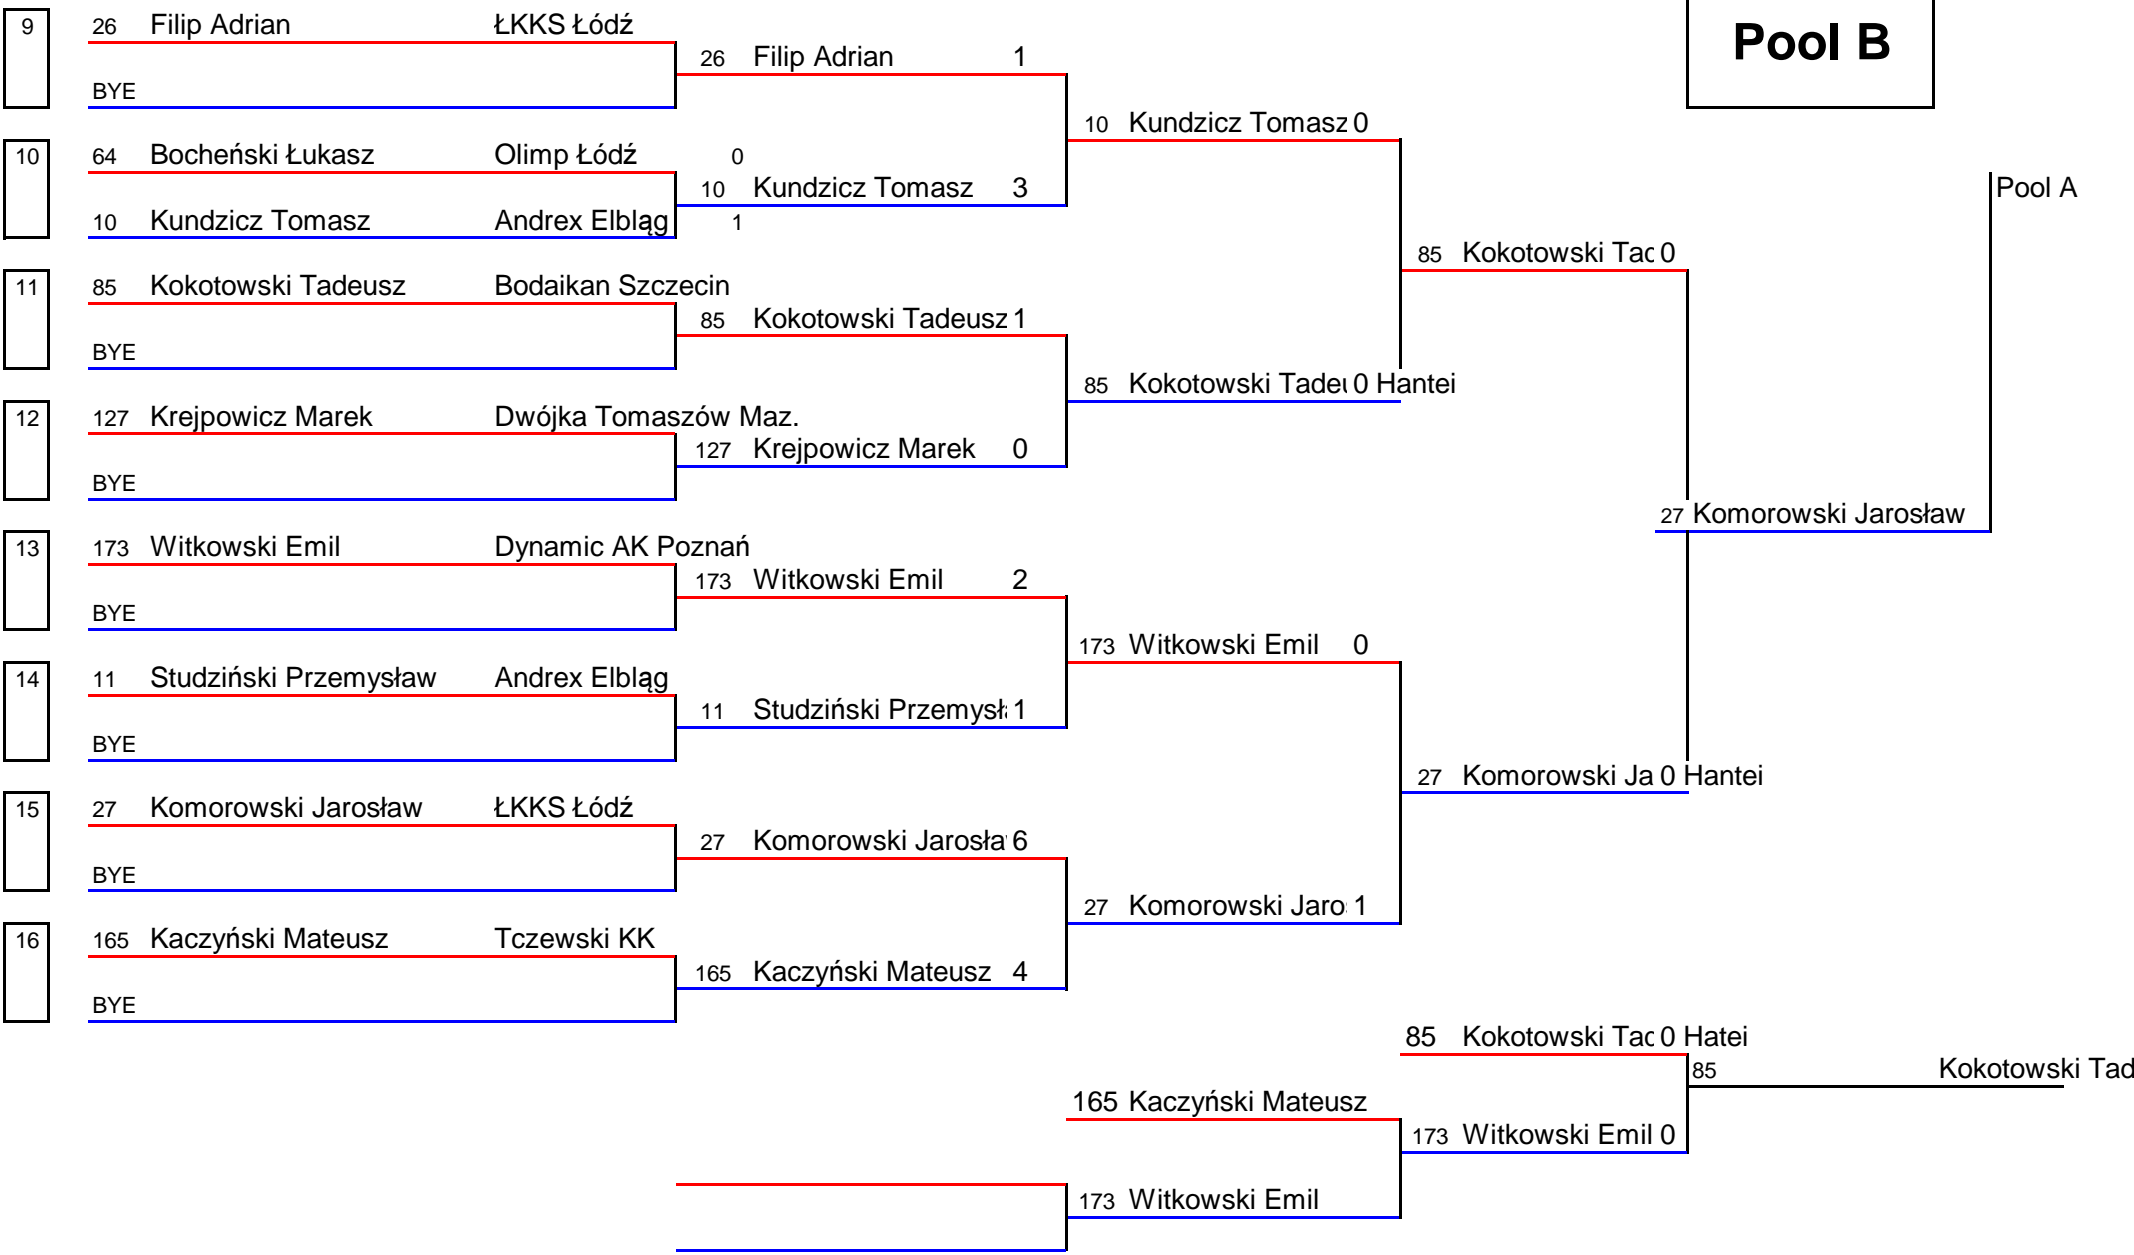 Pool B
9 26 Filip Adrian ŁKKS Łódź
26 Filip Adrian 1
BYE
10 Kundzicz Tomasz 0
10 64 Bocheński Łukasz Olimp Łódź 0
10 Kundzicz Tomasz 3
Pool A
10 Kundzicz Tomasz Andrex Elbląg 1
85 Kokotowski Tac 0
11 85 Kokotowski Tadeusz Bodaikan Szczecin
85 Kokotowski Tadeusz 1
BYE
85 Kokotowski Tadeu 0 Hantei
12 127 Krejpowicz Marek Dwójka Tomaszów Maz.
127 Krejpowicz Marek 0
BYE
27 Komorowski Jarosław
13 173 Witkowski Emil Dynamic AK Poznań
173 Witkowski Emil 2
BYE
173 Witkowski Emil 0
14 11 Studziński Przemysław Andrex Elbląg
11 Studziński Przemysł 1
BYE
27 Komorowski Ja 0 Hantei
15 27 Komorowski Jarosław ŁKKS Łódź
27 Komorowski Jarosła 6
BYE
27 Komorowski Jaro 1
16 165 Kaczyński Mateusz Tczewski KK
165 Kaczyński Mateusz 4
BYE
85 Kokotowski Tac 0 Hatei
85 Kokotowski Tad
165 Kaczyński Mateusz
173 Witkowski Emil 0
173 Witkowski Emil